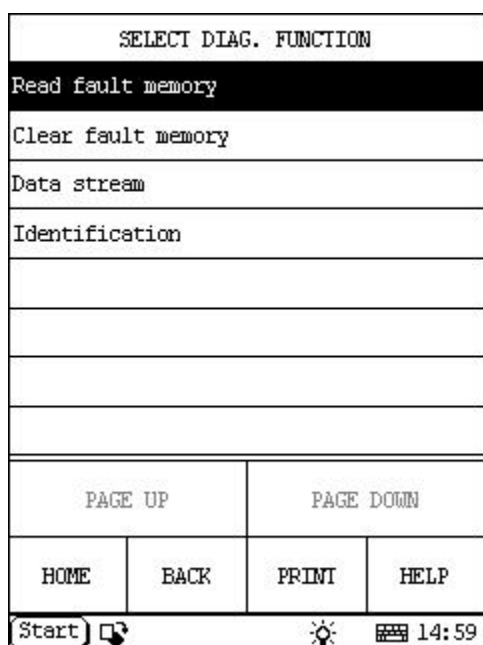 SELECT DIAG. FUNCTION
Read fault memory
Clear fault memory
Data stream
Identification
PAGE UP PAGE DOWN
HOME BACK PRINT HELP
Start 14:59